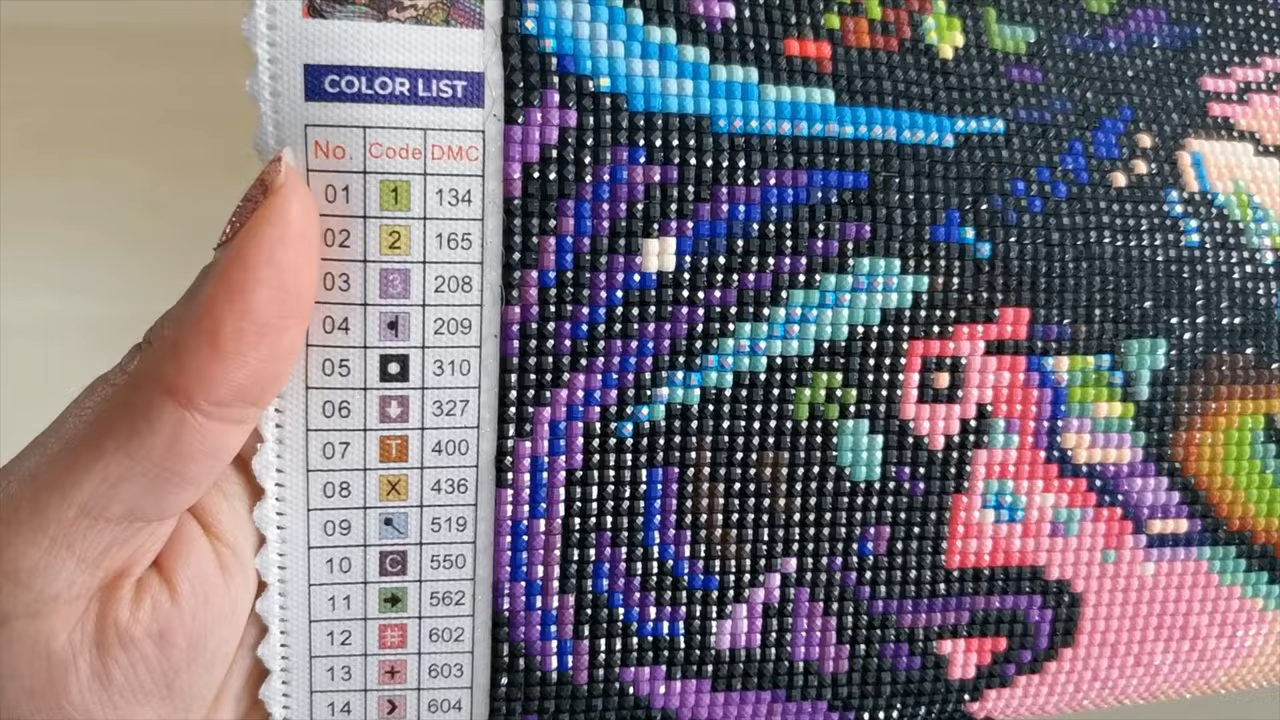 COLOR LIST
No. Code DMC
01 1 134
02 2 165
03 3 208
04 209
05 310
06 327
07 T 400
08 X 436
09 519
10 C 550
11 562
12 # 602
13 + 603
14 604